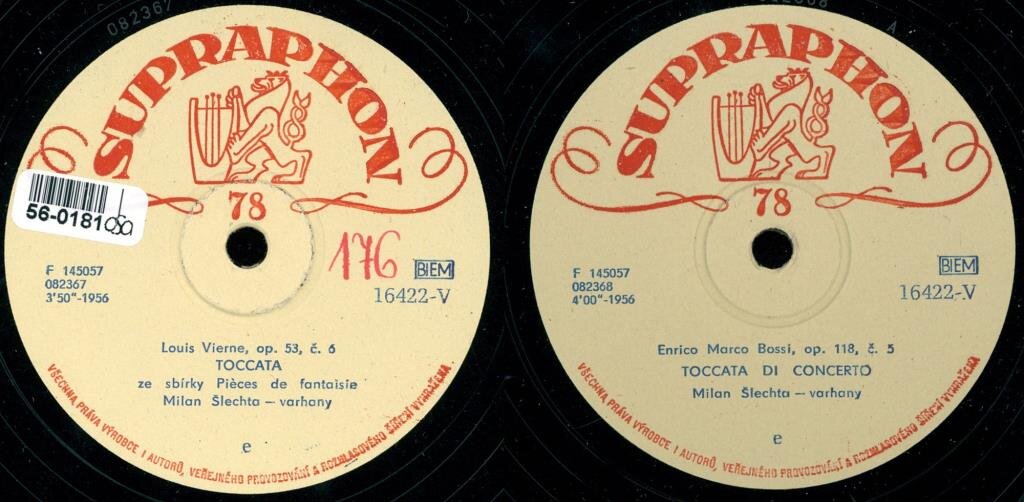 082367
SUPRAPHON
78
56-0181
176
F 145057
082367
3'50"-1956
BIEM
16422-V
Louis Vierne, op. 53, č. 6
TOCCATA
ze sbírky Pièces de fantaisie
Milan Šlechta – varhany
e
VŠECHNA PRÁVA VÝROBCE I AUTORŮ, VEŘEJNÉHO PROVOZOVÁNÍ A ROZHLASOVÉHO ŠÍŘENÍ VYHRAŽENA
A
SUPRAPHON
78
F 145057
082368
4'00"-1956
BIEM
16422-V
Enrico Marco Bossi, op. 118, č. 5
TOCCATA DI CONCERTO
Milan Šlechta – varhany
e
VŠECHNA PRÁVA VÝROBCE I AUTORŮ, VEŘEJNÉHO PROVOZOVÁNÍ A ROZHLASOVÉHO ŠÍŘENÍ VYHRAŽENA